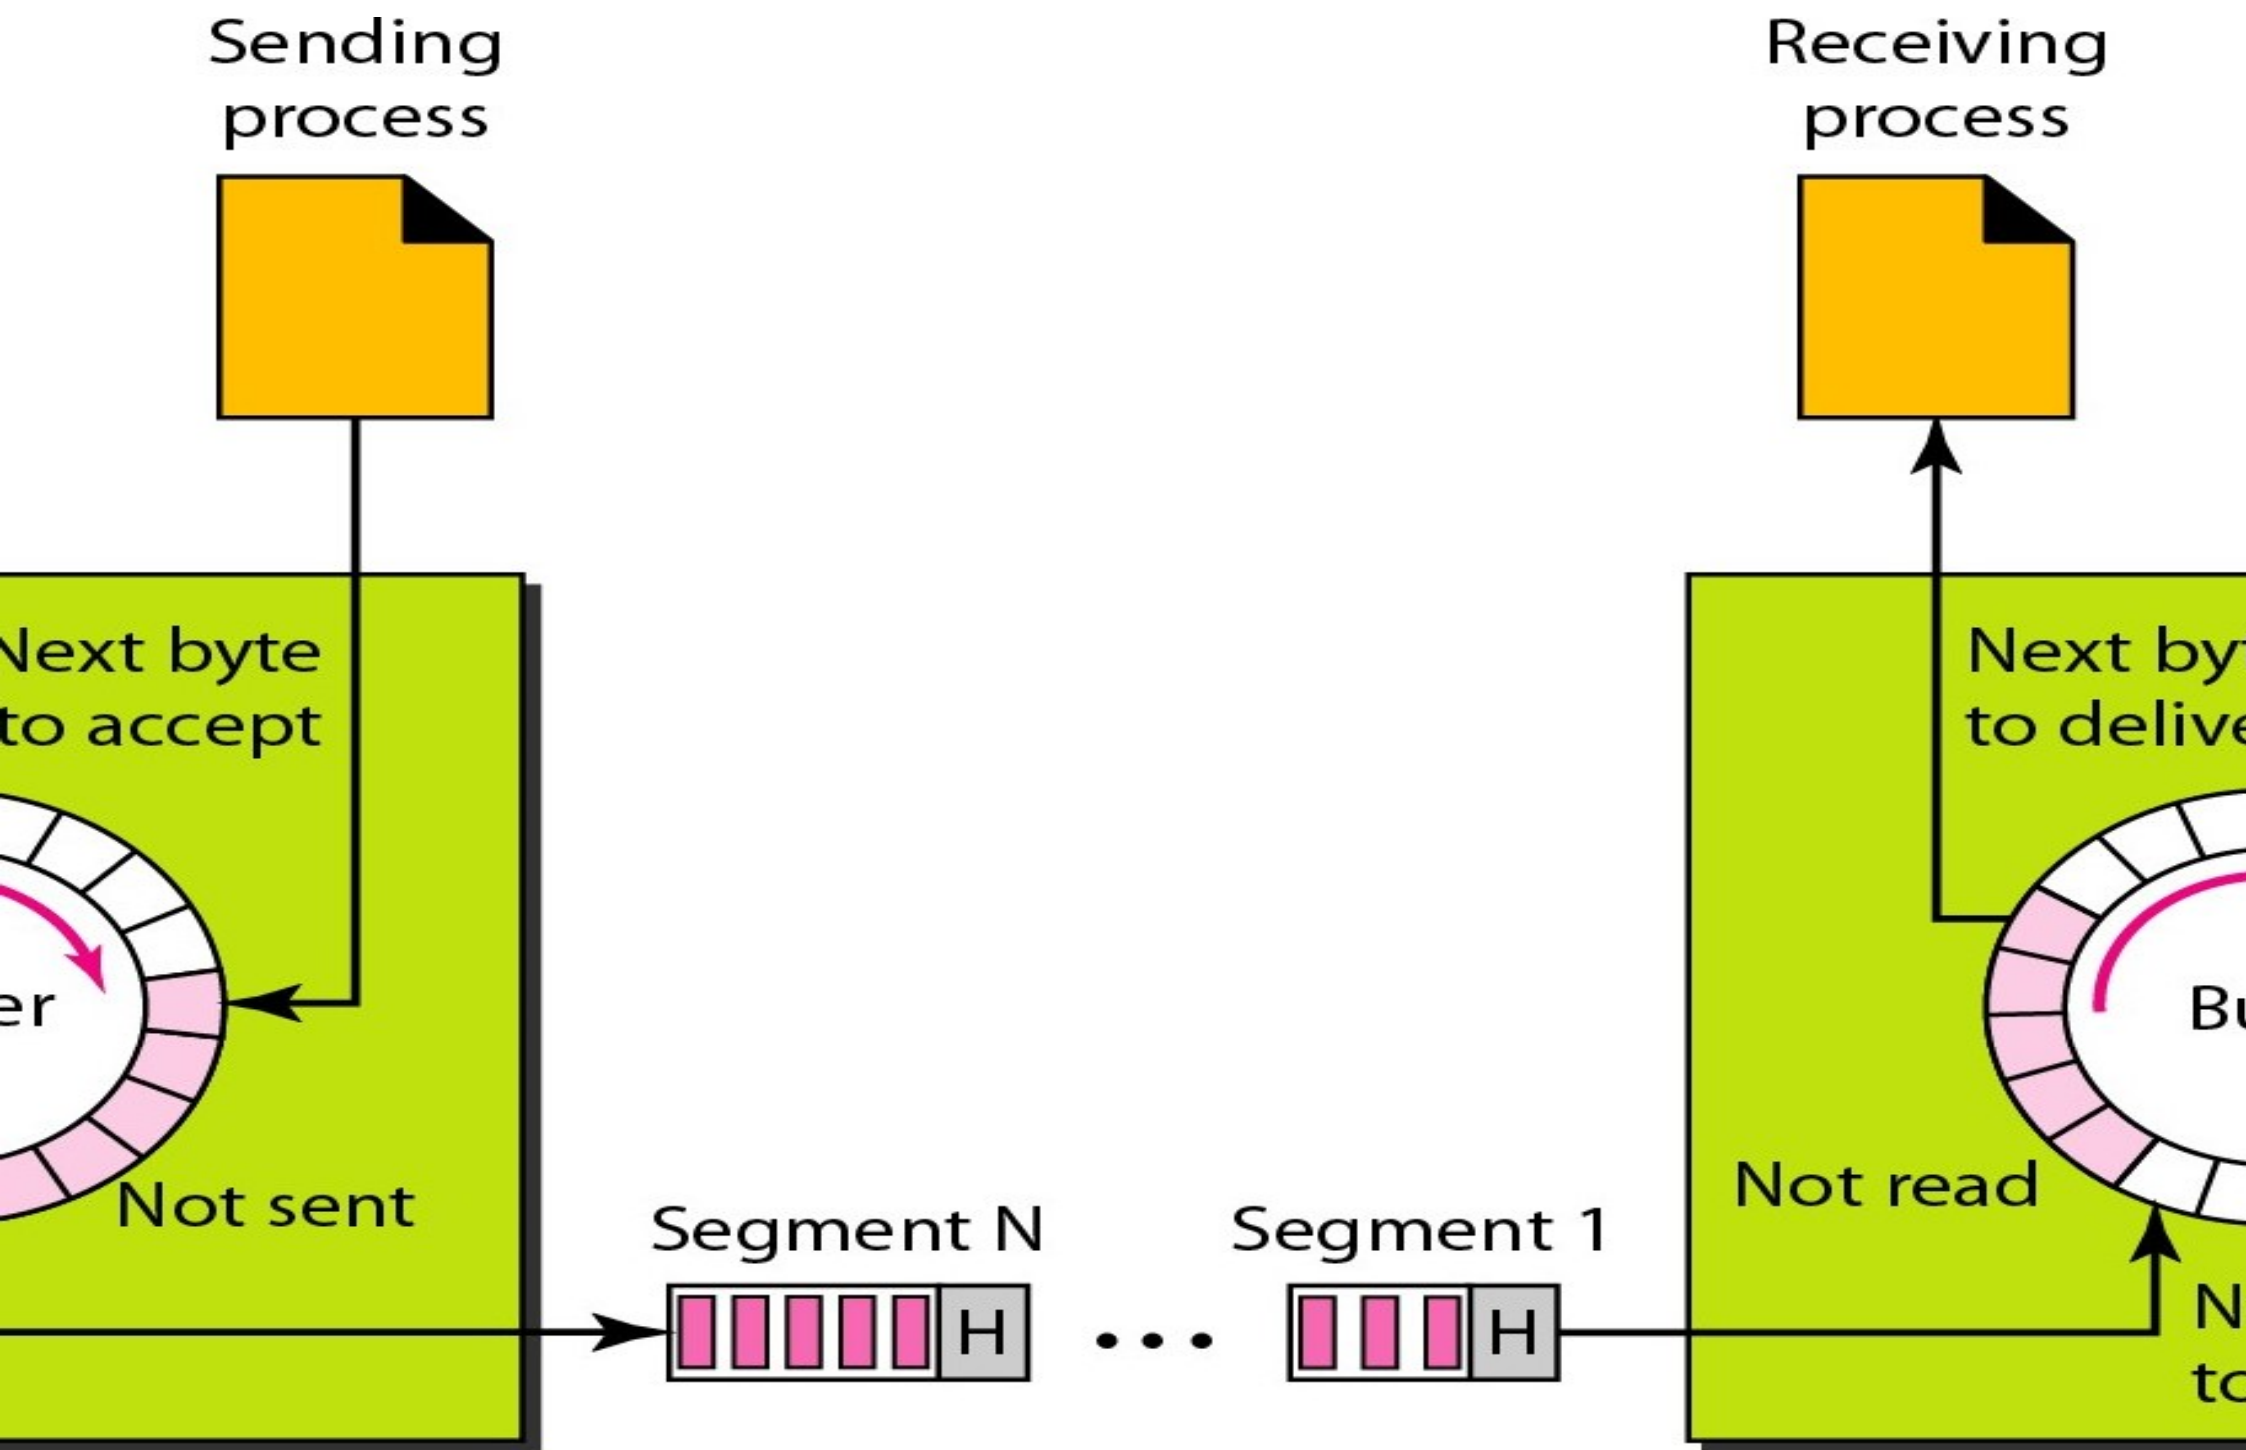 Sending
process
Receiving
process
Next byte
to accept
Next by
to delive
er
Bu
Not sent
Not read
Segment N
Segment 1
H
H
N
to